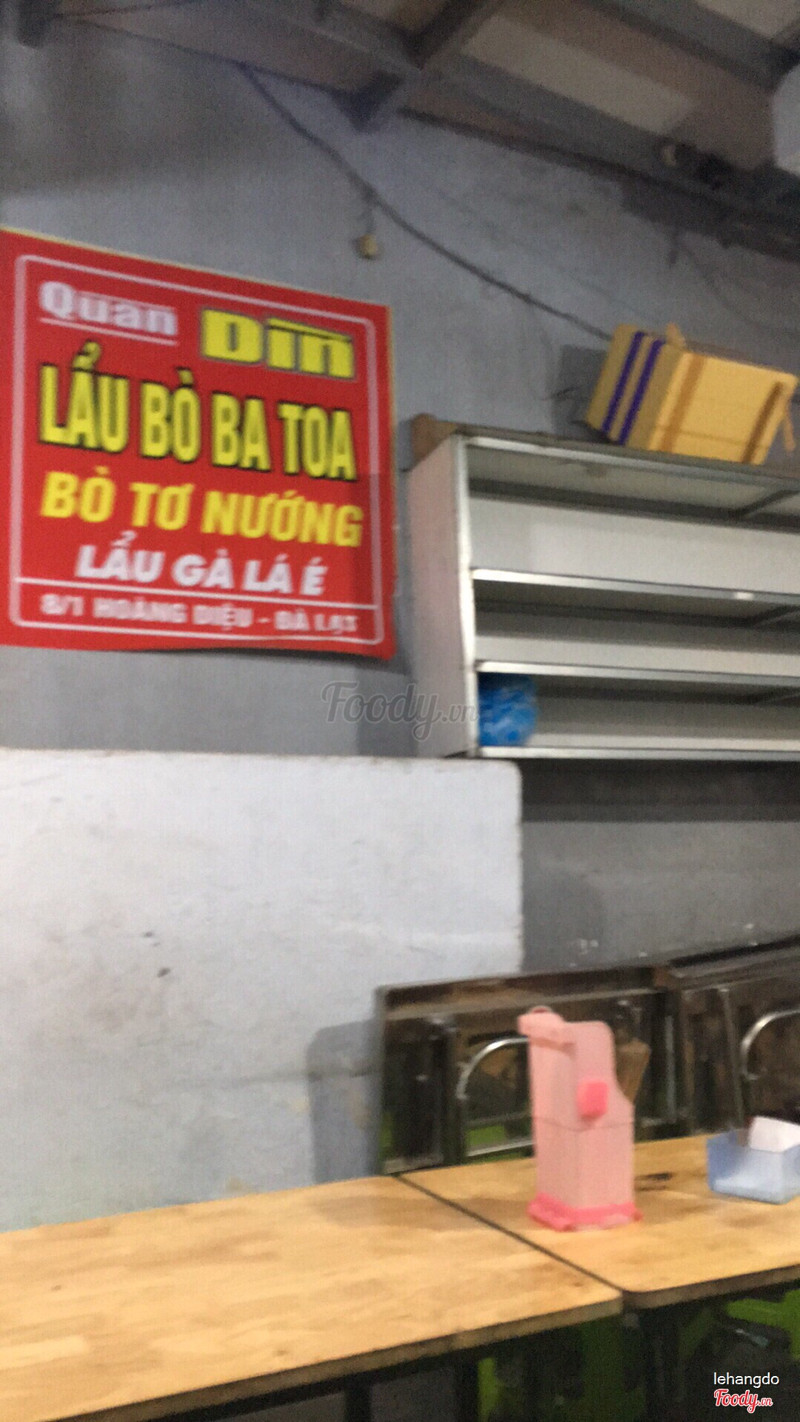 Quan Din
LẨU BÒ BA TOA
BÒ TƠ NƯỚNG
LẨU GÀ LÁ É
8/1 HOÀNG DIỆU - ĐÀ LẠT
Foody.vn
lehangdo
Foody.vn